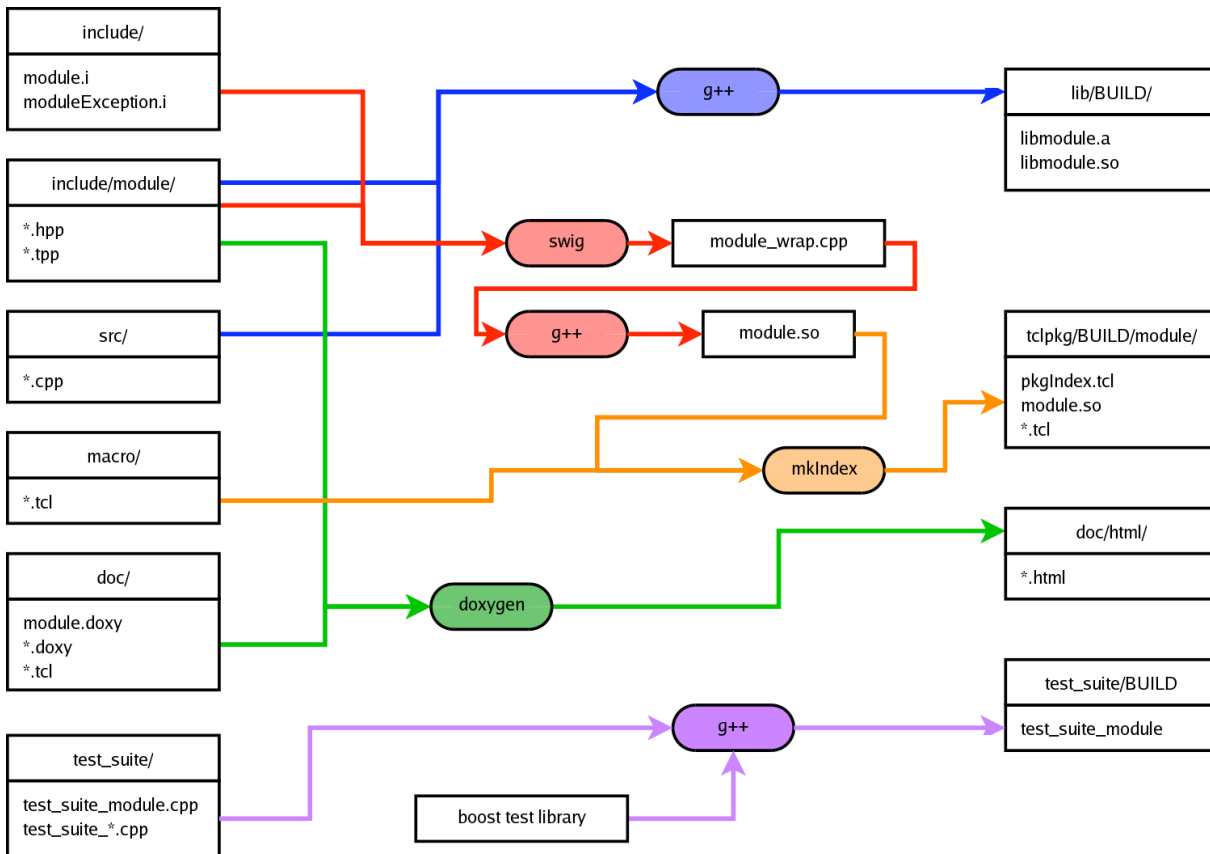 include/
module.i
moduleException.i
include/module/
*.hpp
*.tpp
src/
*.cpp
macro/
*.tcl
doc/
module.doxy
*.doxy
*.tcl
test_suite/
test_suite_module.cpp
test_suite_*.cpp
g++
swig
module_wrap.cpp
g++
module.so
mkIndex
doxygen
g++
boost test library
lib/BUILD/
libmodule.a
libmodule.so
tclpkg/BUILD/module/
pkgIndex.tcl
module.so
*.tcl
doc/html/
*.html
test_suite/BUILD
test_suite_module